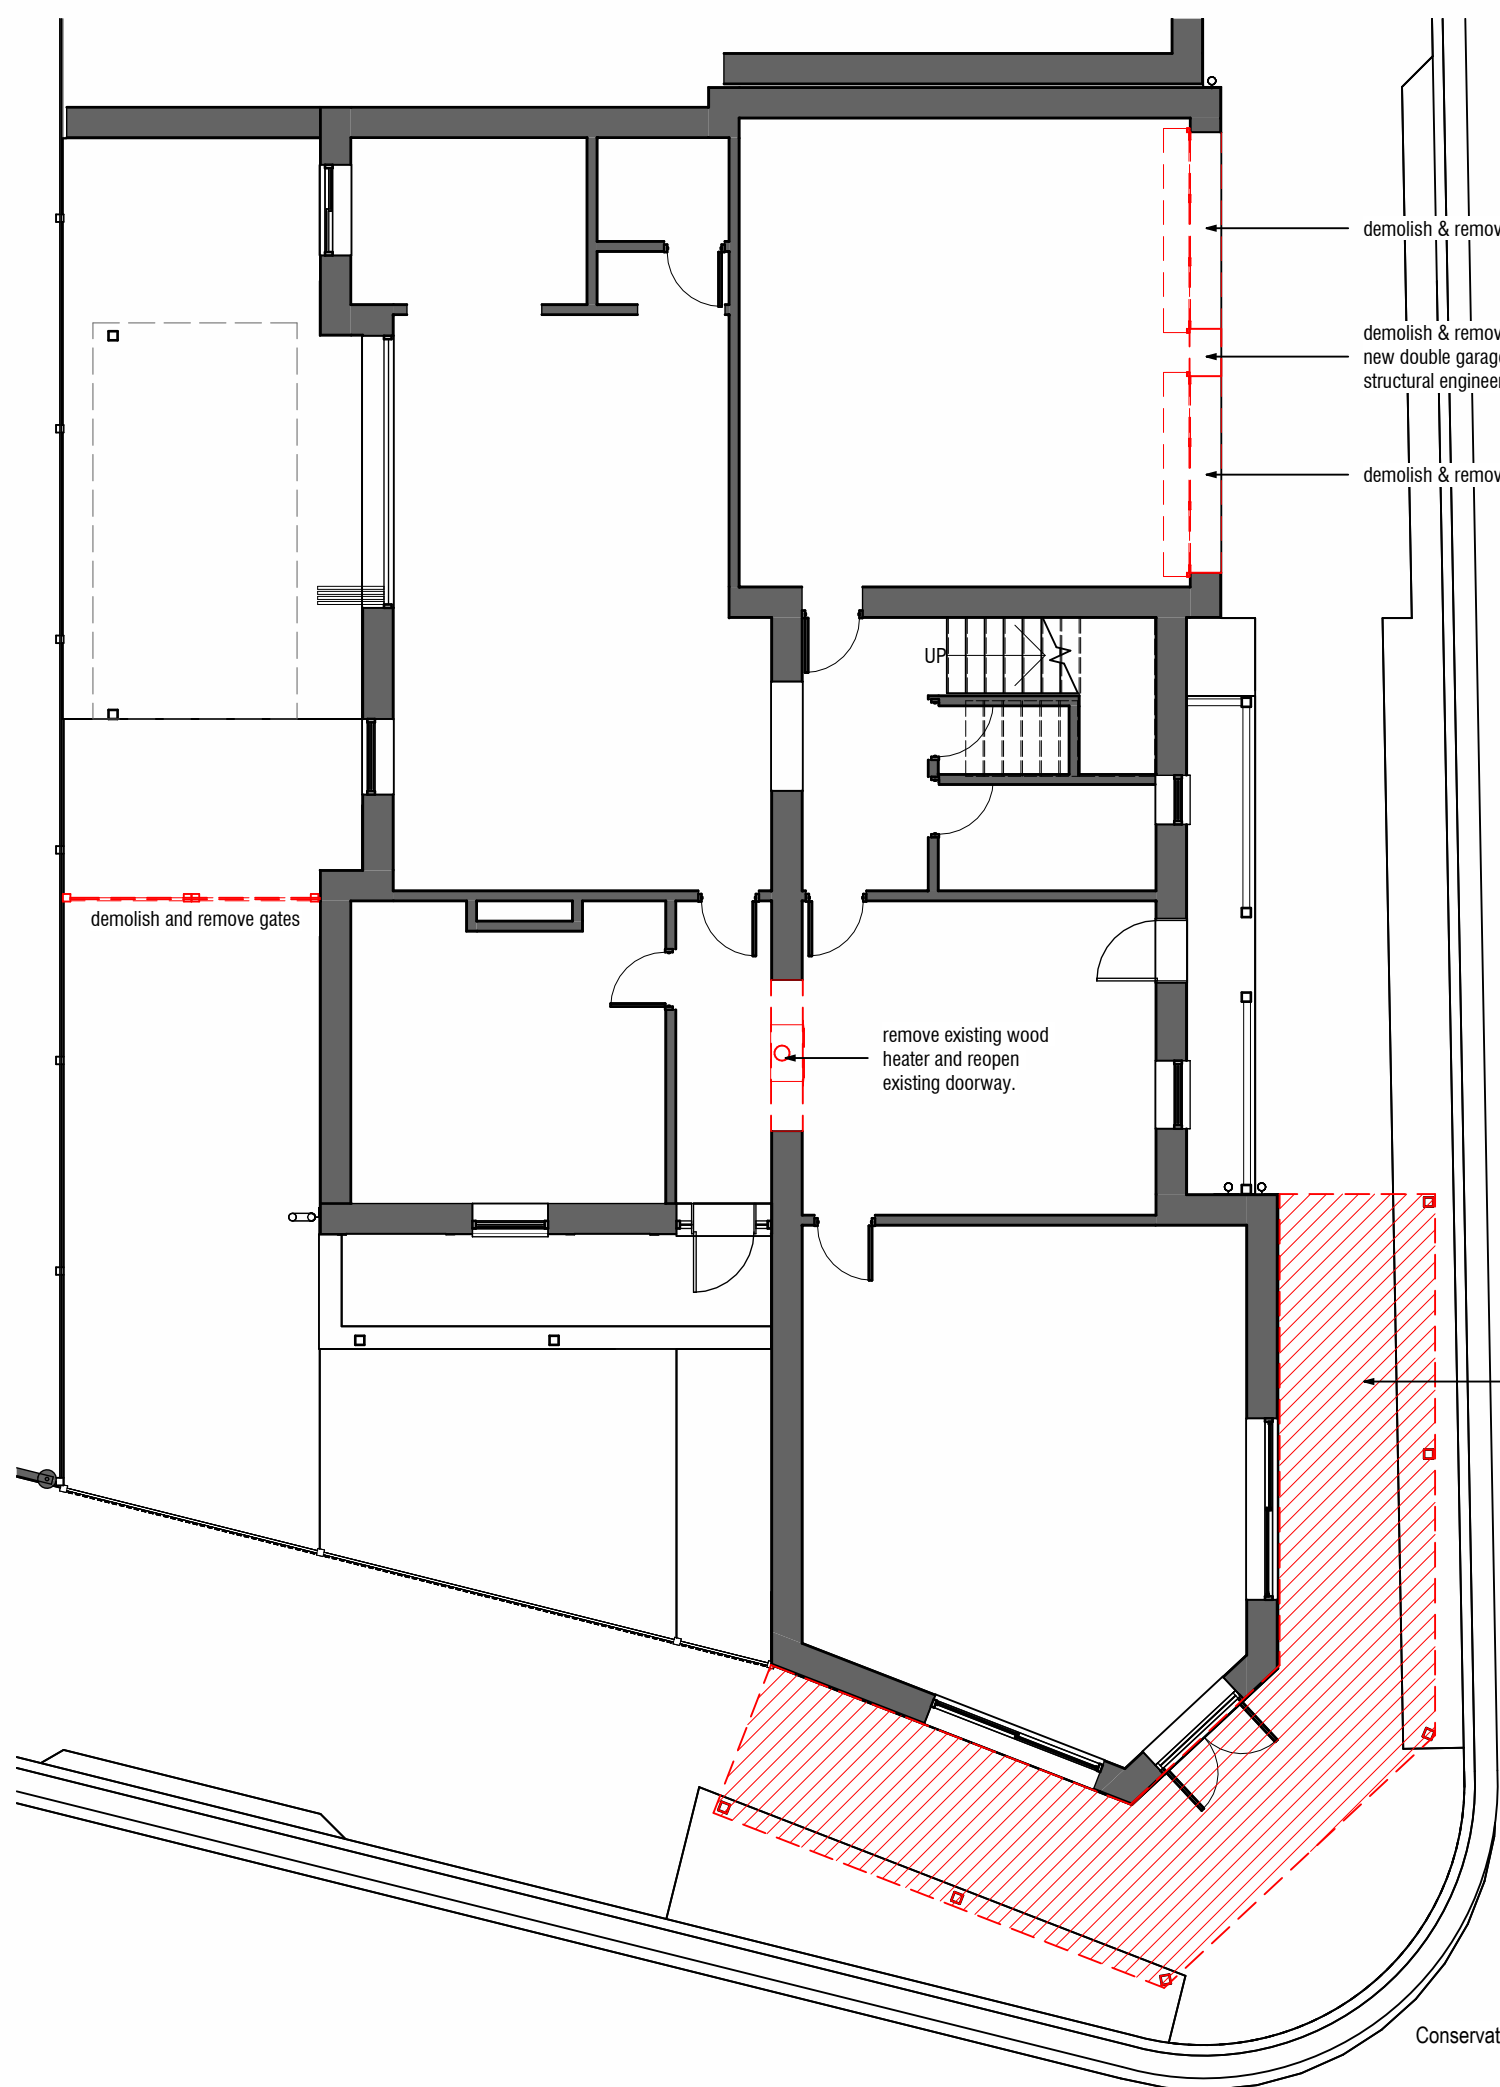 demolish & remov
demolish & remov
new double garage
structural engineer
demolish & remov
UP
demolish and remove gates
remove existing wood
heater and reopen
existing doorway.
Conservat